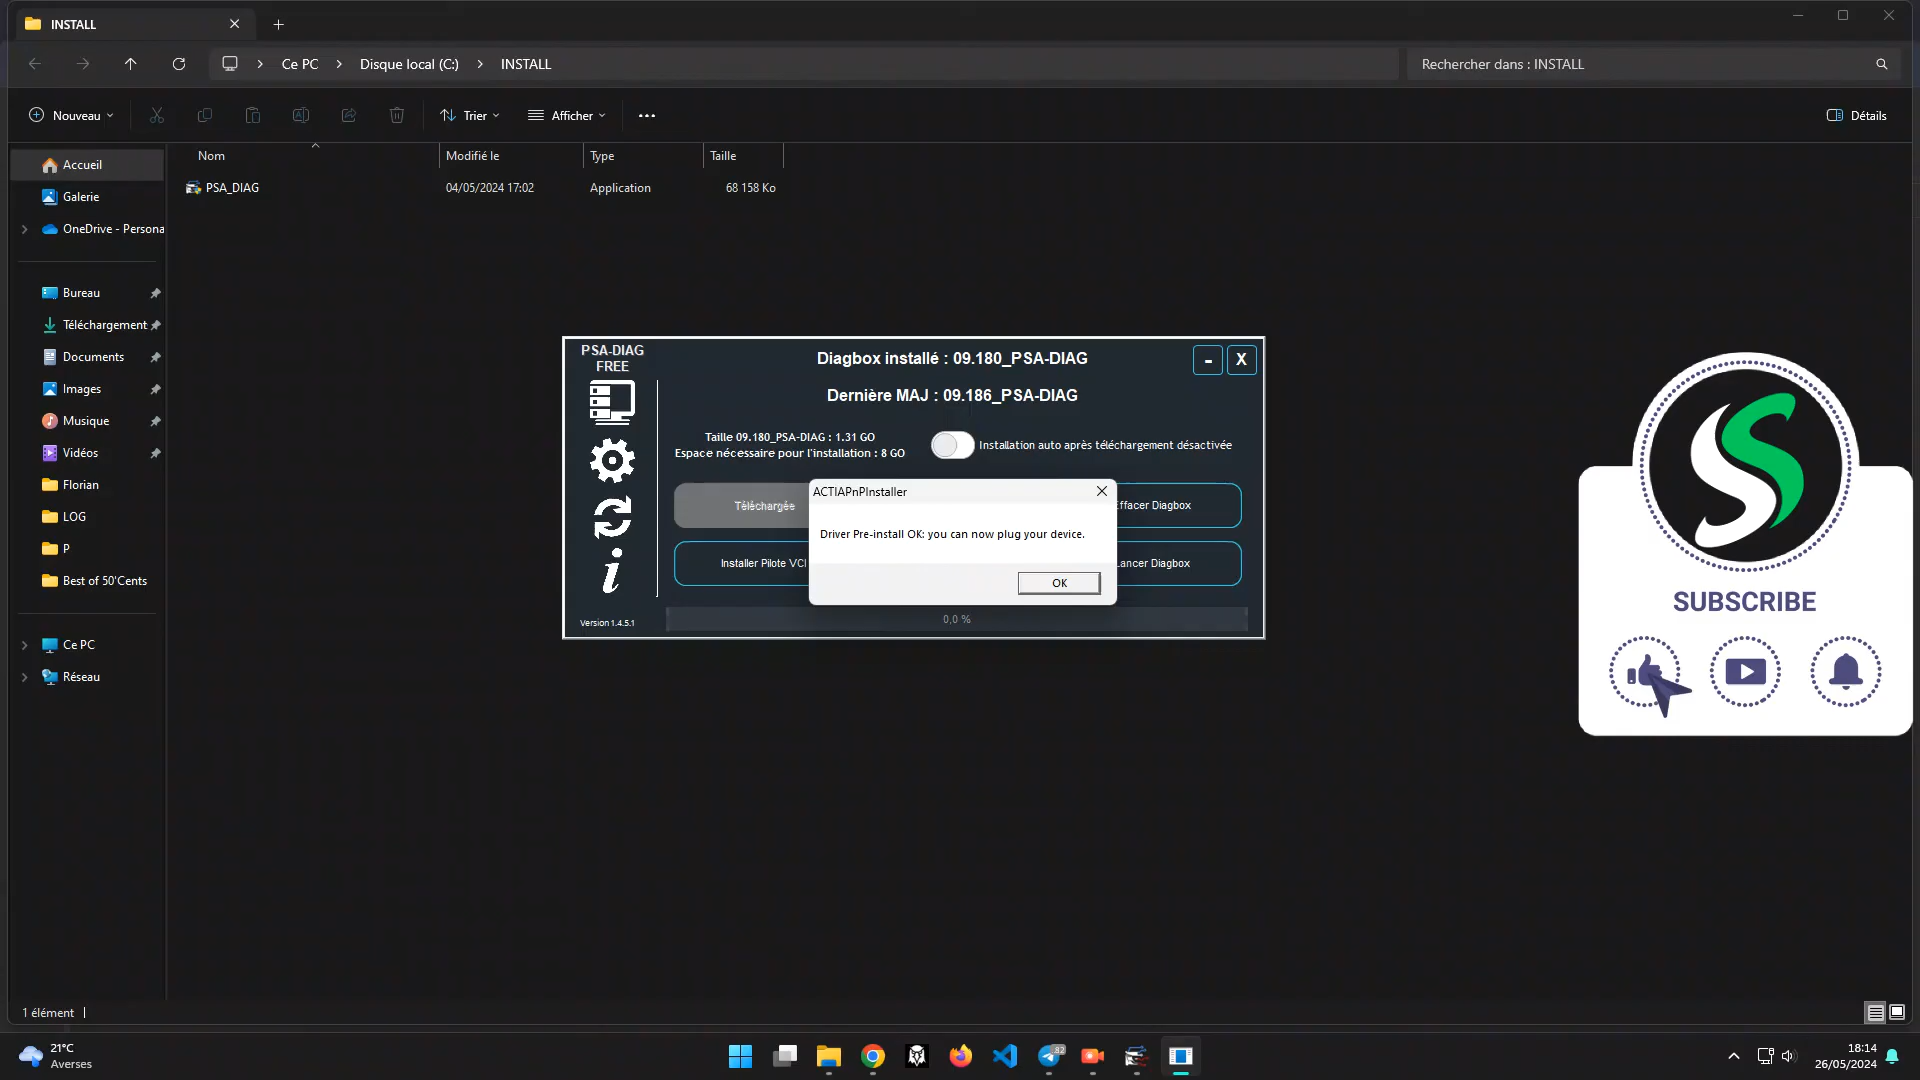 INSTALL
Ce PC
Disque local (C:)
INSTALL
Rechercher dans : INSTALL
Nouveau
Trier
Afficher
Détails
Accueil
Galerie
OneDrive - Persona
Bureau
Téléchargement
Documents
Images
Musique
Vidéos
Florian
LOG
P
Best of 50'Cents
Ce PC
Réseau
Nom
Modifié le
Type
Taille
PSA_DIAG
04/05/2024 17:02
Application
68 158 Ko
PSA-DIAG
FREE
Diagbox installé : 09.180_PSA-DIAG
- X
Dernière MAJ : 09.186_PSA-DIAG
Taille 09.180_PSA-DIAG : 1.31 GO
Espace nécessaire pour l'installation : 8 GO
Installation auto après téléchargement désactivée
Téléchargée
ffacer Diagbox
Installer Pilote VCI
ancer Diagbox
ACTIAPnPInstaller
Driver Pre-install OK: you can now plug your device.
OK
Version 1.4.5.1
0,0 %
SUBSCRIBE
1 élément
21°C
Averses
82
18:14
26/05/2024